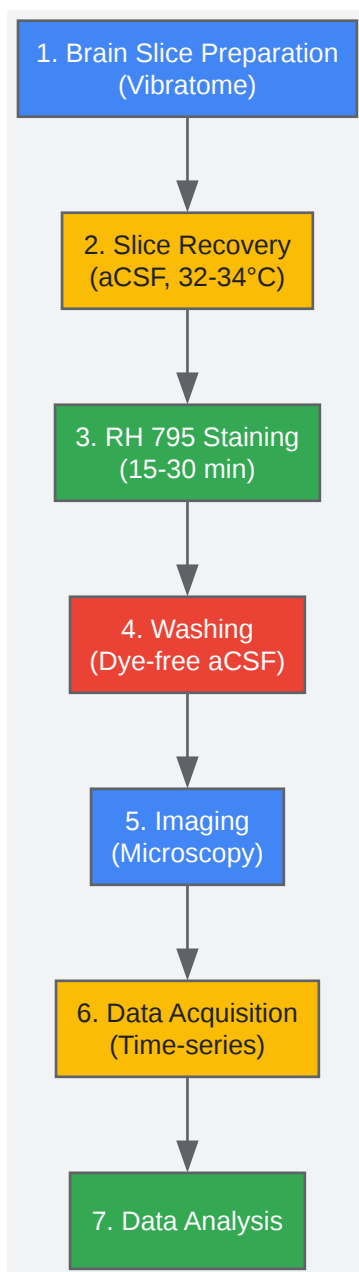 1. Brain Slice Preparation
(Vibratome)
2. Slice Recovery
(aCSF, 32-34°C)
3. RH 795 Staining
(15-30 min)
4. Washing
(Dye-free aCSF)
5. Imaging
(Microscopy)
6. Data Acquisition
(Time-series)
7. Data Analysis